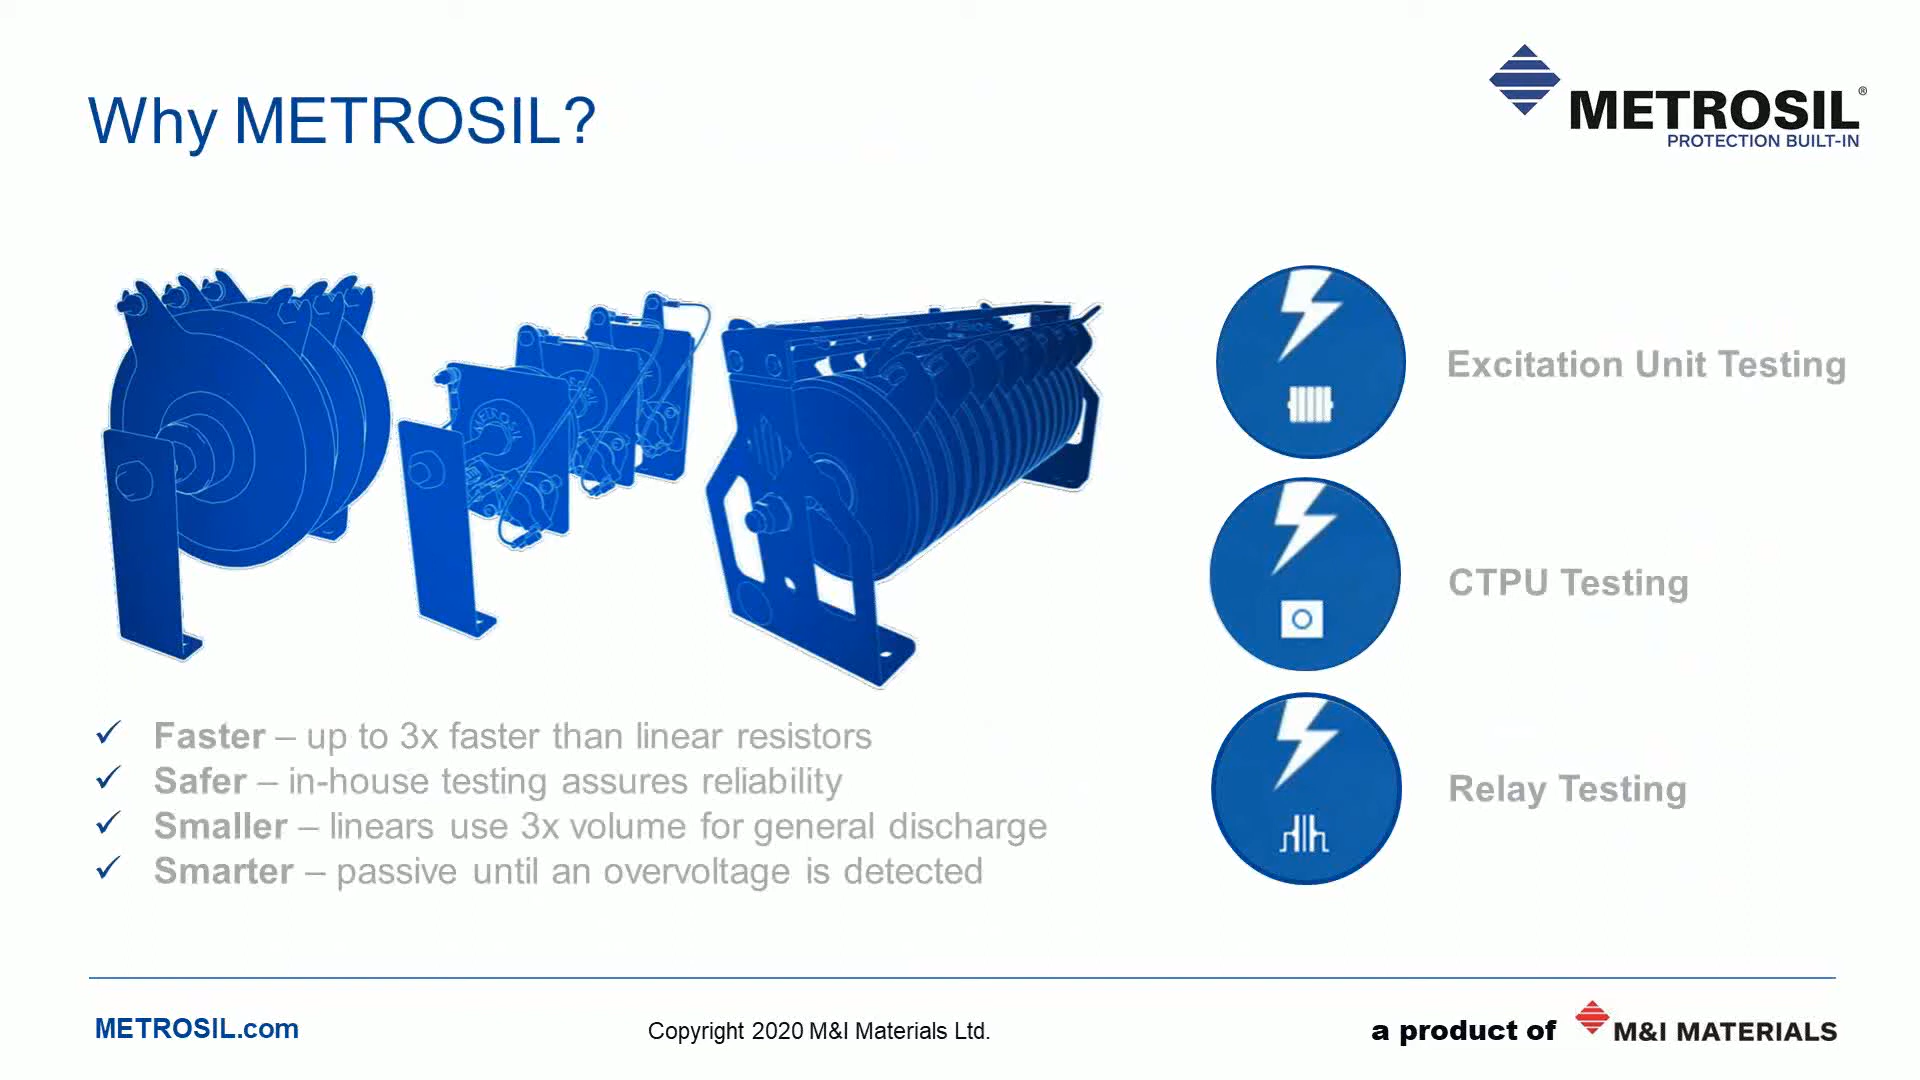 Why METROSIL?
METROSIL®
PROTECTION BUILT-IN
METROSIL
Excitation Unit Testing
CTPU Testing
Relay Testing
✓ Faster – up to 3x faster than linear resistors
✓ Safer – in-house testing assures reliability
✓ Smaller – linears use 3x volume for general discharge
✓ Smarter – passive until an overvoltage is detected
METROSIL.com
Copyright 2020 M&I Materials Ltd.
a product of M&I MATERIALS